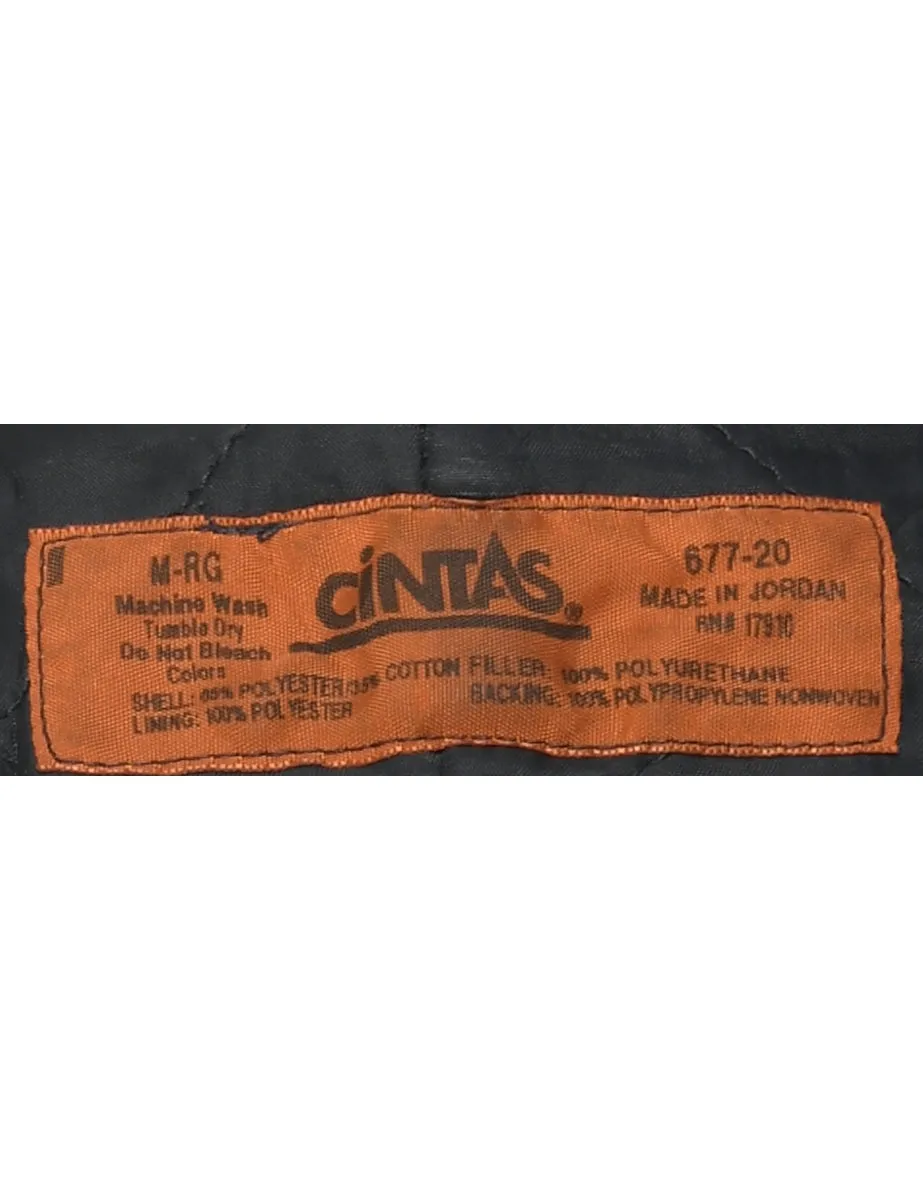 M-RG
Machine Wash
Tumble Dry
Do Not Bleach
Colors
CiNTAS®
677-20
MADE IN JORDAN
RN# 17910
SHELL: 65% POLYESTER/35% COTTON FILLER: 100% POLYURETHANE
LINING: 100% POLYESTER BACKING: 100% POLYPROPYLENE NONWOVEN